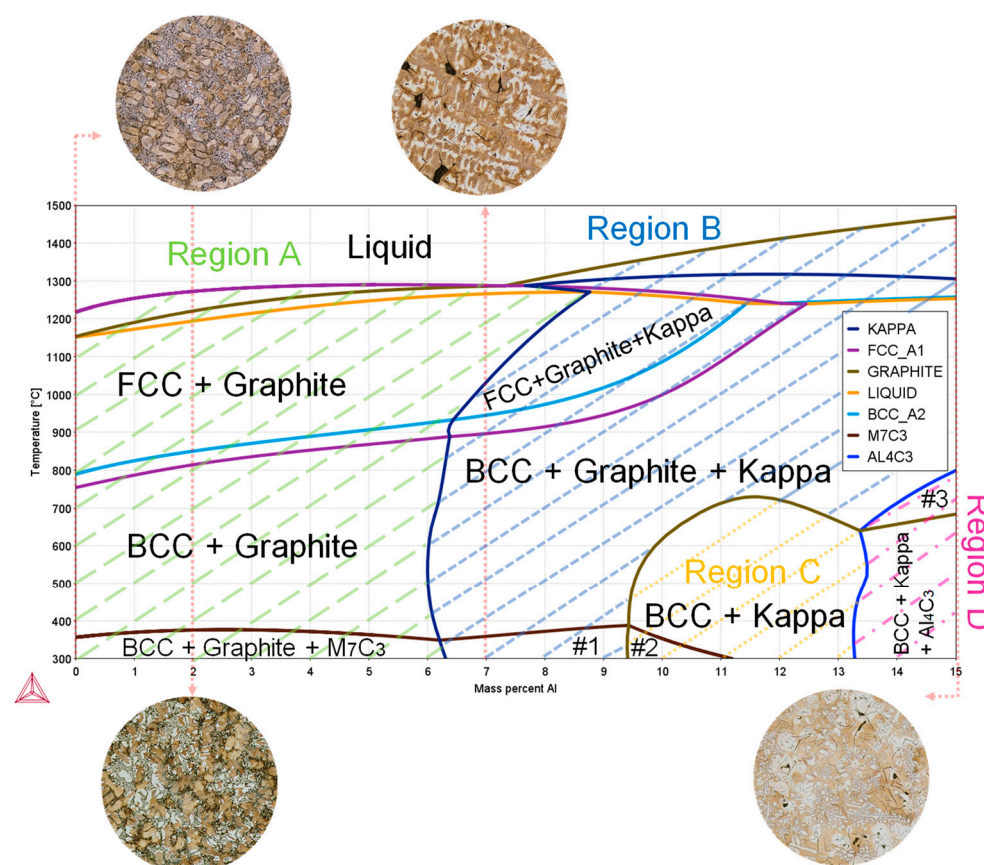 1500
1400
1300
1200
1100
1000
900
800
700
600
500
400
300
Temperature [°C]
0 1 2 3 4 5 6 7 8 9 10 11 12 13 14 15
Mass percent Al
Region A
Liquid
Region B
FCC + Graphite
FCC+Graphite+Kappa
KAPPA
FCC_A1
GRAPHITE
LIQUID
BCC_A2
M7C3
AL4C3
BCC + Graphite + Kappa
#3
BCC + Graphite
Region C
BCC + Kappa
BCC + Kappa
+ Al4C3
Region D
BCC + Graphite + M7C3
#1
#2